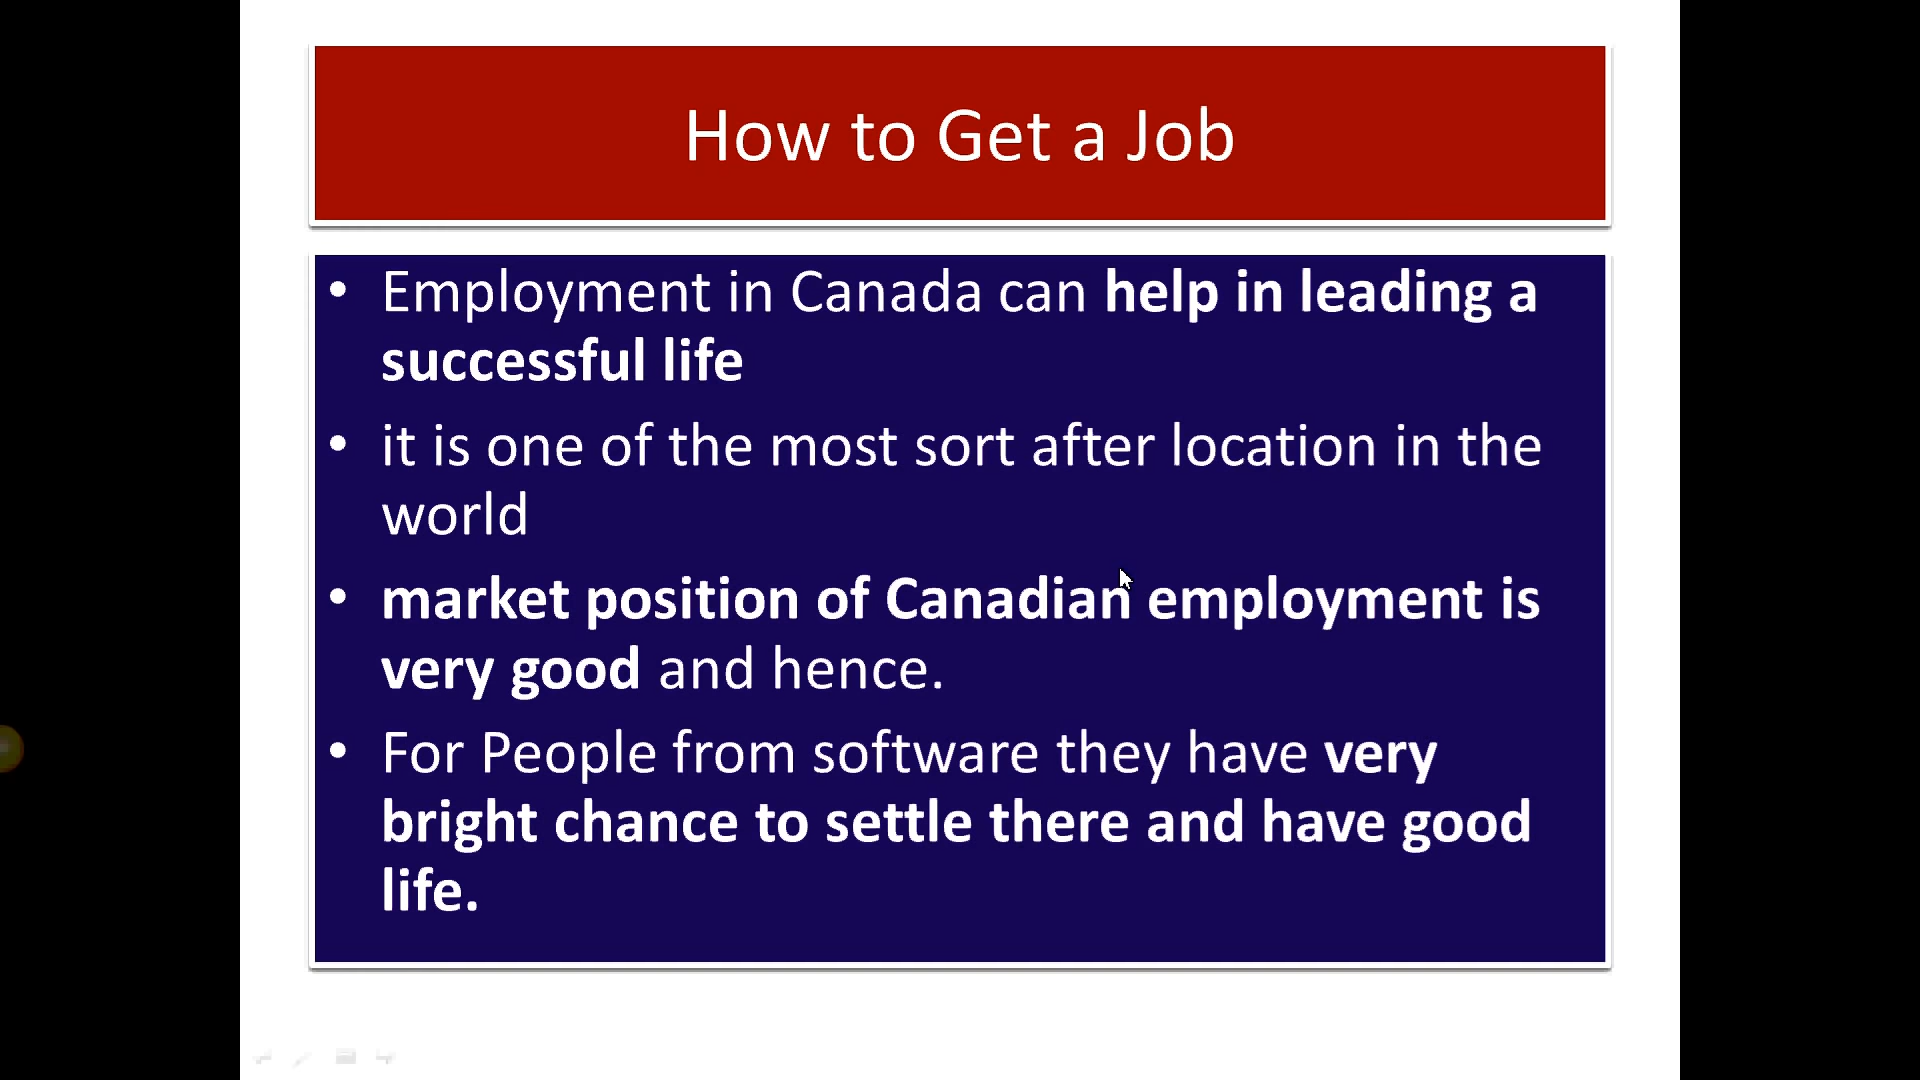 How to Get a Job
• Employment in Canada can help in leading a
successful life
• it is one of the most sort after location in the
world
• market position of Canadian employment is
very good and hence.
• For People from software they have very
bright chance to settle there and have good
life.